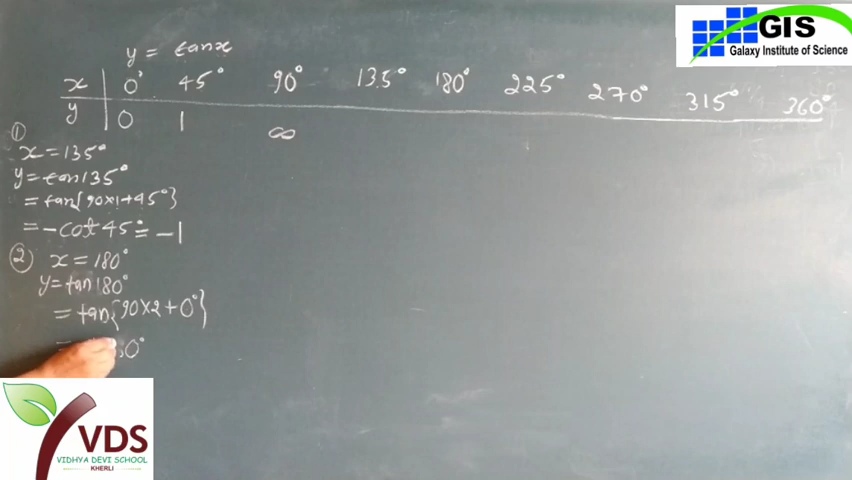 GIS
Galaxy Institute of Science
y = tanx
x 0° 45° 90° 135° 180° 225° 270° 315° 360°
y 0 1 ∞
①
x = 135°
y = tan135°
= tan{90×1+45°}
= -cot45° = -1
② x = 180°
y = tan180°
= tan{90×2+0°}
= 0°
VDS
VIDHYA DEVI SCHOOL
KHERLI